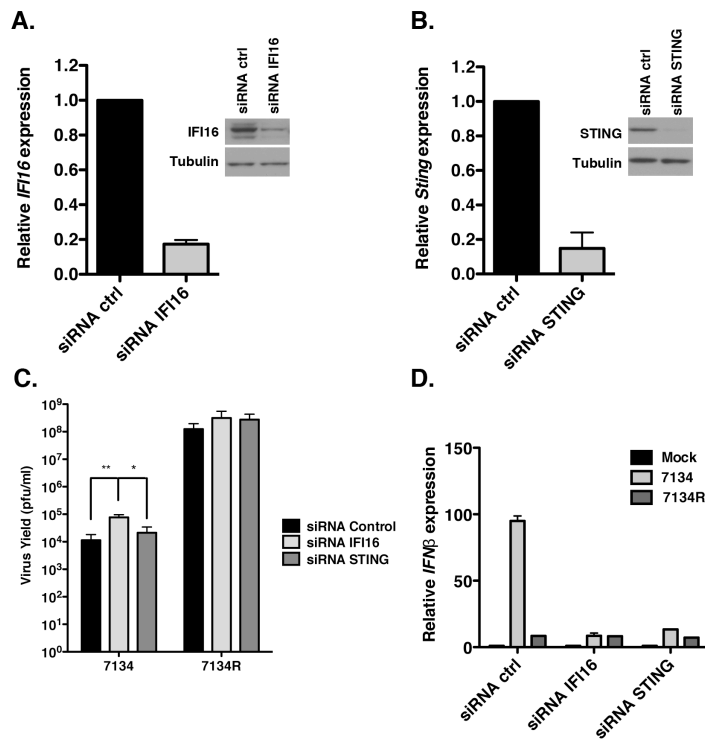 A.
Relative IFI16 expression
1.2
1.0
0.8
0.6
0.4
0.2
0.0
siRNA ctrl
siRNA IFI16
siRNA ctrl
siRNA IFI16
IFI16
Tubulin
B.
Relative Sting expression
1.2
1.0
0.8
0.6
0.4
0.2
0.0
siRNA ctrl
siRNA STING
siRNA ctrl
siRNA STING
STING
Tubulin
C.
Virus Yield (pfu/ml)
10⁹
10⁸
10⁷
10⁶
10⁵
10⁴
10³
10²
10¹
10⁰
**
*
7134
7134R
siRNA Control
siRNA IFI16
siRNA STING
D.
Relative IFNβ expression
150
100
50
0
Mock
7134
7134R
siRNA ctrl
siRNA IFI16
siRNA STING